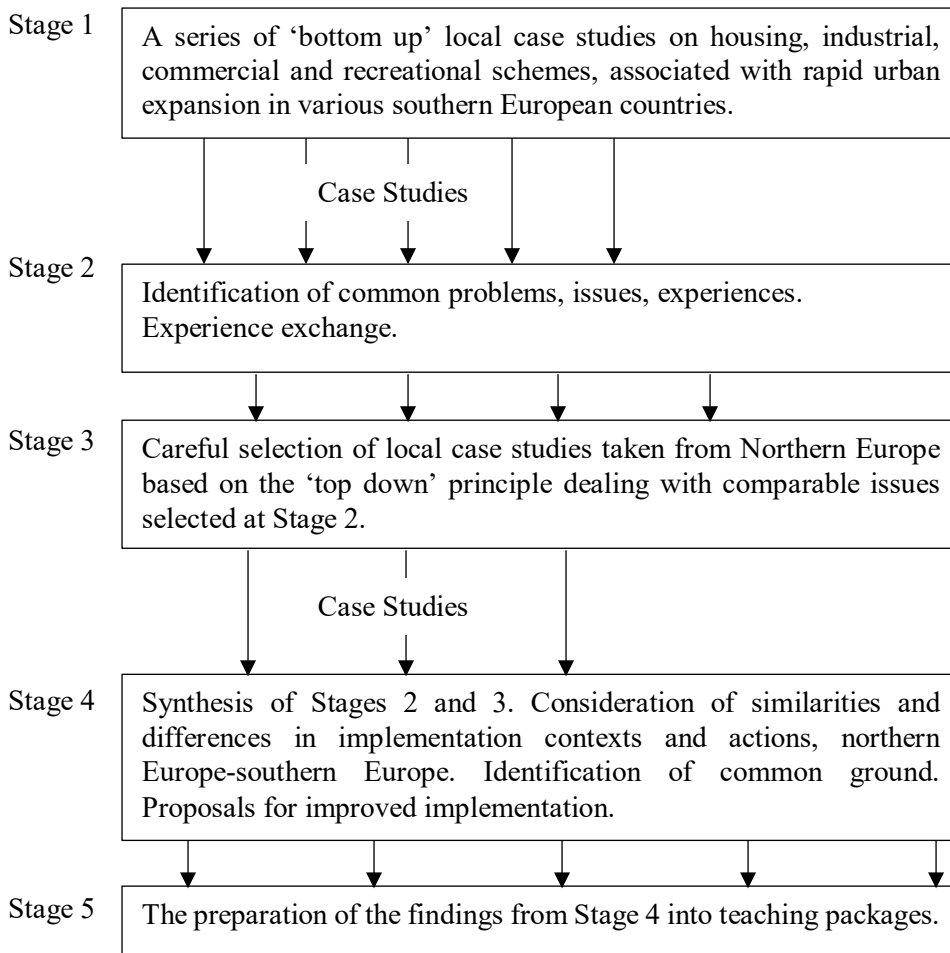 Stage 1
A series of ‘bottom up’ local case studies on housing, industrial,
commercial and recreational schemes, associated with rapid urban
expansion in various southern European countries.
Case Studies
Stage 2
Identification of common problems, issues, experiences.
Experience exchange.
Stage 3
Careful selection of local case studies taken from Northern Europe
based on the ‘top down’ principle dealing with comparable issues
selected at Stage 2.
Case Studies
Stage 4
Synthesis of Stages 2 and 3. Consideration of similarities and
differences in implementation contexts and actions, northern
Europe-southern Europe. Identification of common ground.
Proposals for improved implementation.
Stage 5
The preparation of the findings from Stage 4 into teaching packages.